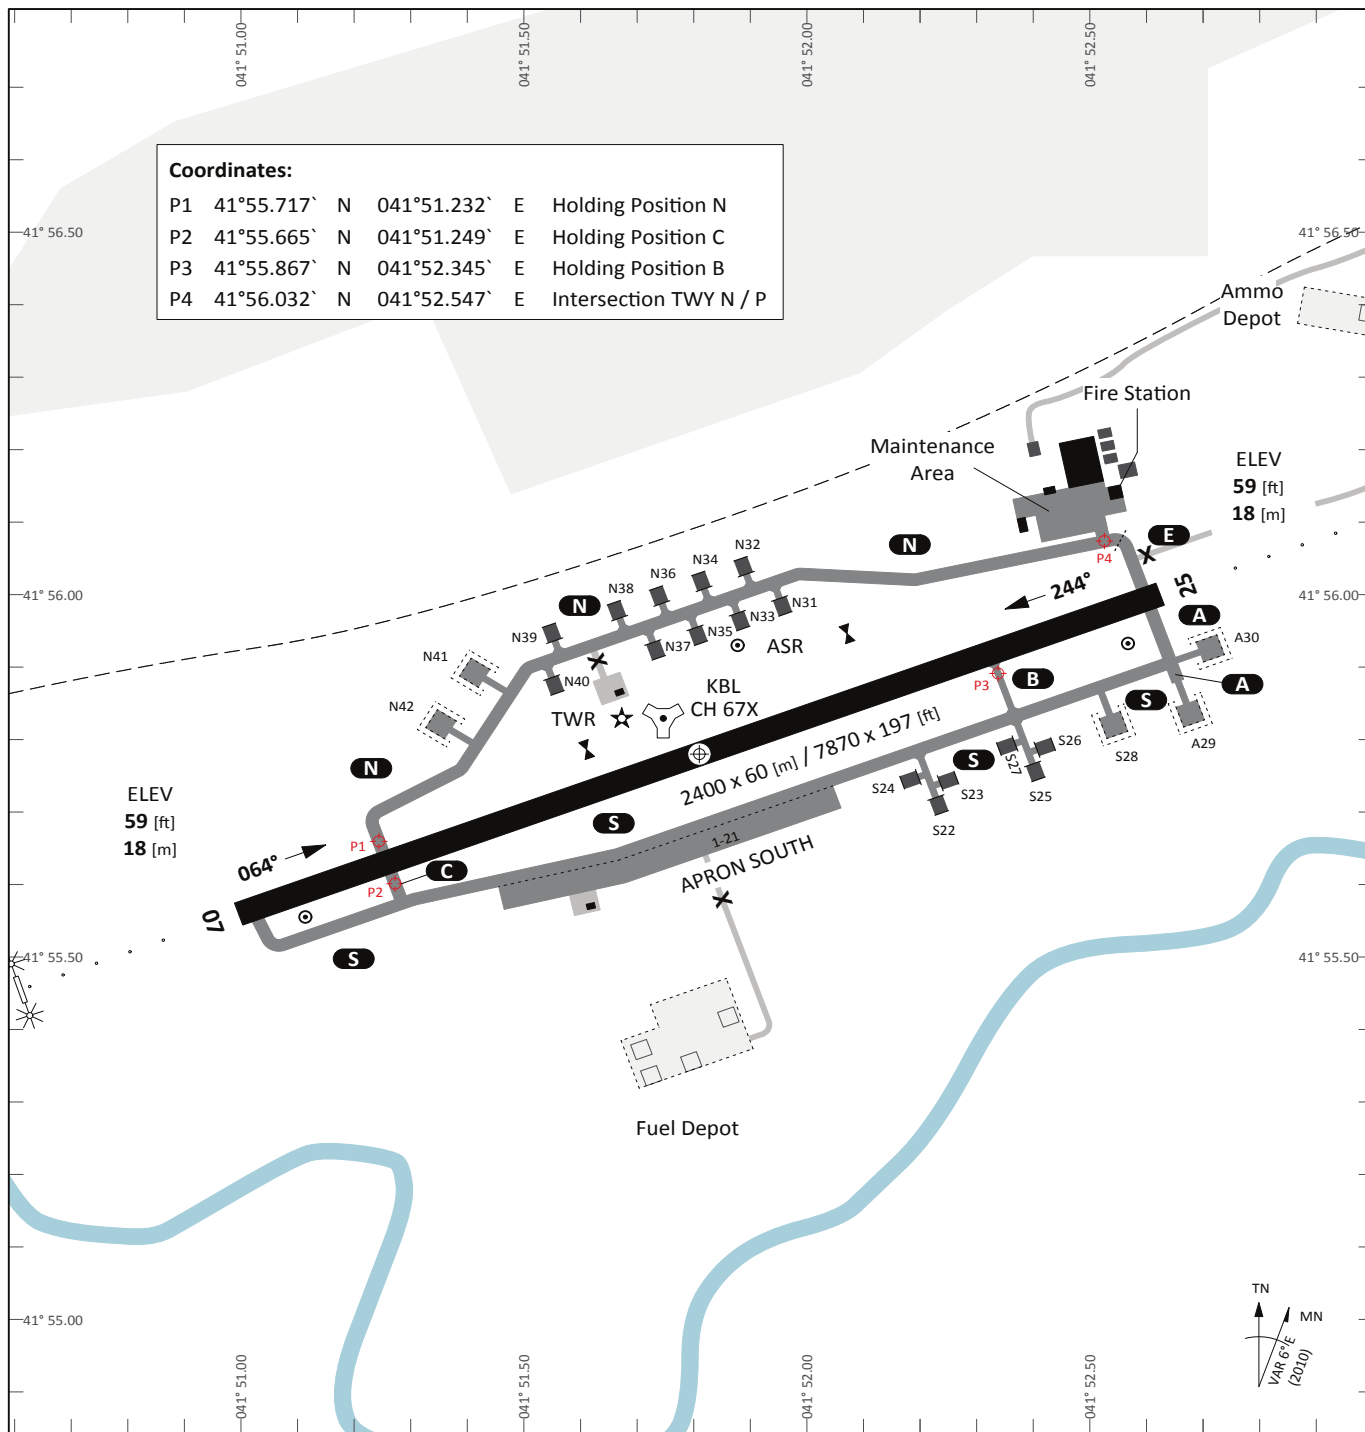 041° 51.00
041° 51.50
041° 52.00
041° 52.50
Coordinates:
P1 41°55.717` N 041°51.232` E Holding Position N
P2 41°55.665` N 041°51.249` E Holding Position C
P3 41°55.867` N 041°52.345` E Holding Position B
P4 41°56.032` N 041°52.547` E Intersection TWY N / P
41° 56.50
41° 56.50
Ammo
Depot
Fire Station
Maintenance
Area
ELEV
59 [ft]
18 [m]
E
N
P4
N32
N34
N36
N38
N
N39
N31
N33
N35
N37
N40
N41
N42
ASR
244°
25
41° 56.00
41° 56.00
A
A30
A
KBL
CH 67X
TWR
P3
B
S
A29
S28
S26
S27
S25
S
S24
S23
S22
2400 x 60 [m] / 7870 x 197 [ft]
N
ELEV
59 [ft]
18 [m]
S
1-21
APRON SOUTH
064°
P1
P2
C
07
S
41° 55.50
41° 55.50
Fuel Depot
41° 55.00
TN
MN
VAR 6°/E
(2010)
041° 51.00
041° 51.50
041° 52.00
041° 52.50